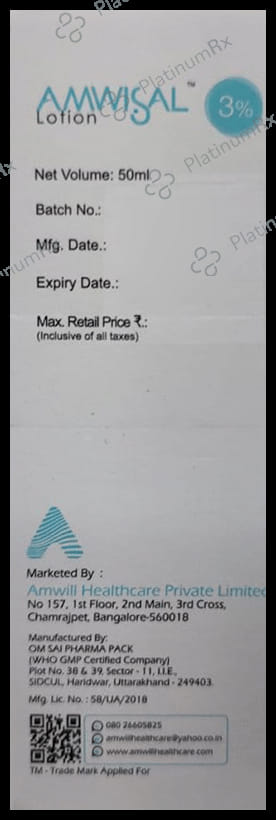 AMWISAL™
Lotion
3%
Net Volume: 50ml
Batch No.:
Mfg. Date.:
Expiry Date.:
Max. Retail Price ₹.:
(Inclusive of all taxes)
Marketed By :
Amwill Healthcare Private Limited
No 157, 1st Floor, 2nd Main, 3rd Cross,
Chamrajpet, Bangalore-560018
Manufactured By:
OM SAI PHARMA PACK
(WHO GMP Certified Company)
Plot No. 38 & 39, Sector - 11, I.I.E.,
SIDCUL, Haridwar, Uttarakhand - 249403.
Mfg. Lic. No. : 58/UA/2018
080 26605825
amwillhealthcare@yahoo.co.in
www.amwillhealthcare.com
TM - Trade Mark Applied For
PlatinumRx
PlatinumRx
PlatinumRx